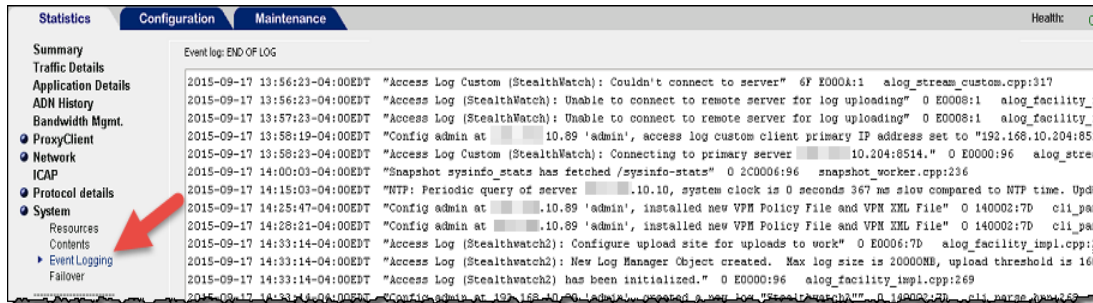 Statistics Configuration Maintenance Health:
Summary
Traffic Details
Application Details
ADN History
Bandwidth Mgmt.
ProxyClient
Network
ICAP
Protocol details
System
Resources
Contents
Event Logging
Failover
Event log: END OF LOG
2015-09-17 13:56:23-04:00EDT "Access Log Custom (StealthWatch): Couldn't connect to server" 6F E000A:1 alog_stream_custom.cpp:317
2015-09-17 13:56:23-04:00EDT "Access Log (StealthWatch): Unable to connect to remote server for log uploading" 0 E0008:1 alog_facility_
2015-09-17 13:57:23-04:00EDT "Access Log (StealthWatch): Unable to connect to remote server for log uploading" 0 E0008:1 alog_facility_
2015-09-17 13:58:19-04:00EDT "Config admin at 10.89 'admin', access log custom client primary IP address set to "192.168.10.204:85
2015-09-17 13:58:23-04:00EDT "Access Log Custom (StealthWatch): Connecting to primary server 10.204:8514." 0 E0000:96 alog_stre
2015-09-17 14:00:03-04:00EDT "Snapshot sysinfo_stats has fetched /sysinfo-stats" 0 2C0006:96 snapshot_worker.cpp:236
2015-09-17 14:15:03-04:00EDT "NTP: Periodic query of server .10.10, system clock is 0 seconds 367 ms slow compared to NTP time. Upd
2015-09-17 14:25:47-04:00EDT "Config admin at .10.89 'admin', installed new VPM Policy File and VPM XML File" 0 140002:7D cli_pa
2015-09-17 14:28:21-04:00EDT "Config admin at .10.89 'admin', installed new VPM Policy File and VPM XML File" 0 140002:7D cli_pa
2015-09-17 14:33:14-04:00EDT "Access Log (Stealthwatch2): Configure upload site for uploads to work" 0 E0006:7D alog_facility_impl.cpp:
2015-09-17 14:33:14-04:00EDT "Access Log (Stealthwatch2): New Log Manager Object created. Max log size is 20000MB, upload threshold is 16
2015-09-17 14:33:14-04:00EDT "Access Log (Stealthwatch2) has been initialized." 0 E0000:96 alog_facility_impl.cpp:269